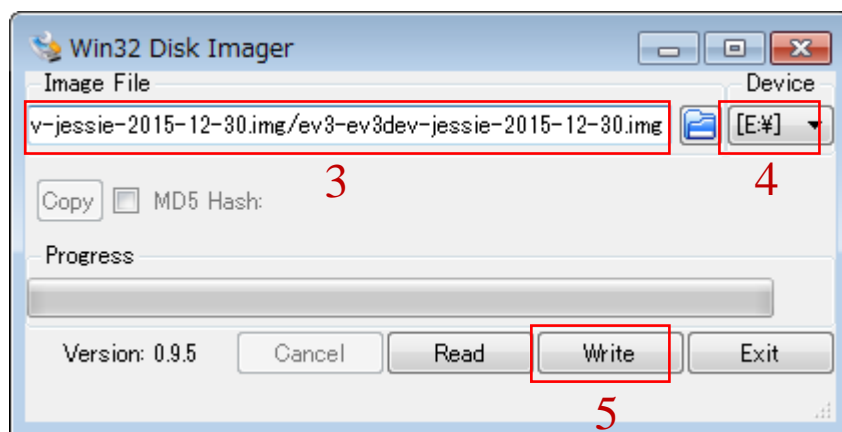 Win32 Disk Imager
Image File
Device
v-jessie-2015-12-30.img/ev3-ev3dev-jessie-2015-12-30.img
[E:¥]
3
4
Copy
MD5 Hash:
Progress
Version: 0.9.5
Cancel
Read
Write
Exit
5